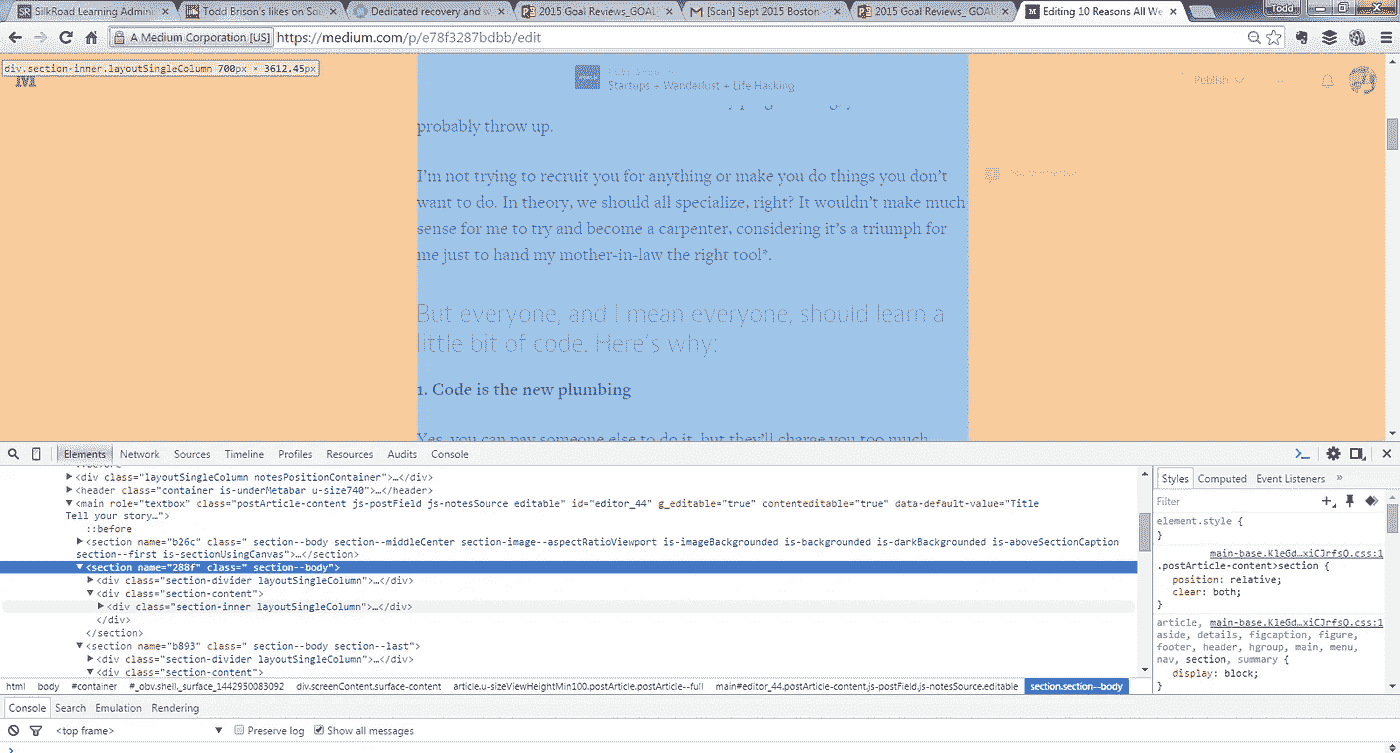 SilkRoad Learning Admini
Todd Brison's likes on Sou
Dedicated recovery and w
2015 Goal Reviews_GOAL
[Scan] Sept 2015 Boston -
2015 Goal Reviews_ GOAL
Editing 10 Reasons All We
Todd
A Medium Corporation [US]
https://medium.com/p/e78f3287bdbb/edit
div.section-inner.layoutSingleColumn 700px × 3612.45px
Startups + Wanderlust + Life Hacking
Publish
probably throw up.
I'm not trying to recruit you for anything or make you do things you don't
want to do. In theory, we should all specialize, right? It wouldn't make much
sense for me to try and become a carpenter, considering it's a triumph for
me just to hand my mother-in-law the right tool*.
But everyone, and I mean everyone, should learn a
little bit of code. Here's why:
1. Code is the new plumbing
Yes, you can pay someone else to do it, but they'll charge you too much
Elements Network Sources Timeline Profiles Resources Audits Console
::before
<div class="layoutSingleColumn notesPositionContainer">…</div>
<header class="container is-underMetabar u-size740">…</header>
<main role="textbox" class="postArticle-content js-postField js-notesSource editable" id="editor_44" g_editable="true" contenteditable="true" data-default-value="Title
Tell your story…">
::before
<section name="b26c" class=" section--body section--middleCenter section-image--aspectRatioViewport is-imageBackgrounded is-backgrounded is-darkBackgrounded is-aboveSectionCaption
section--first is-sectionUsingCanvas">…</section>
<section name="288f" class=" section--body">
<div class="section-divider layoutSingleColumn">…</div>
<div class="section-content">
<div class="section-inner layoutSingleColumn">…</div>
</div>
</section>
<section name="b893" class=" section--body section--last">
<div class="section-divider layoutSingleColumn">…</div>
<div class="section-content">
html body #container #_obv.shell._surface_1442950083092 div.screenContent.surface-content article.u-sizeViewHeightMin100.postArticle.postArticle--full main#editor_44.postArticle-content.js-postField.js-notesSource.editable section.section--body
Styles Computed Event Listeners »
Filter
element.style {
}
main-base.KleGd…xiCJrfsQ.css:1
.postArticle-content>section {
position: relative;
clear: both;
}
article, main-base.KleGd…xiCJrfsQ.css:1
aside, details, figcaption, figure,
footer, header, hgroup, main, menu,
nav, section, summary {
display: block;
}
Console Search Emulation Rendering
<top frame> Preserve log Show all messages